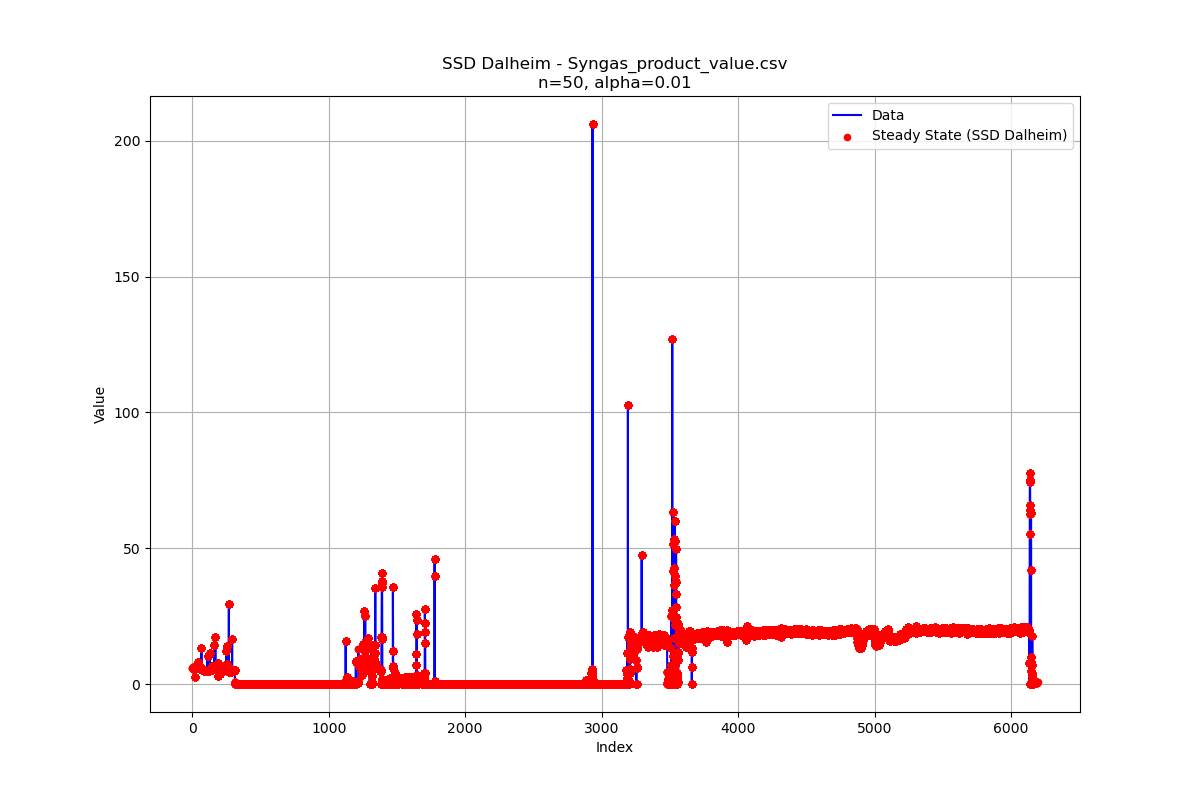 SSD Dalheim - Syngas_product_value.csv
n=50, alpha=0.01
Data
Steady State (SSD Dalheim)
200
150
100
50
0
Value
0 1000 2000 3000 4000 5000 6000
Index